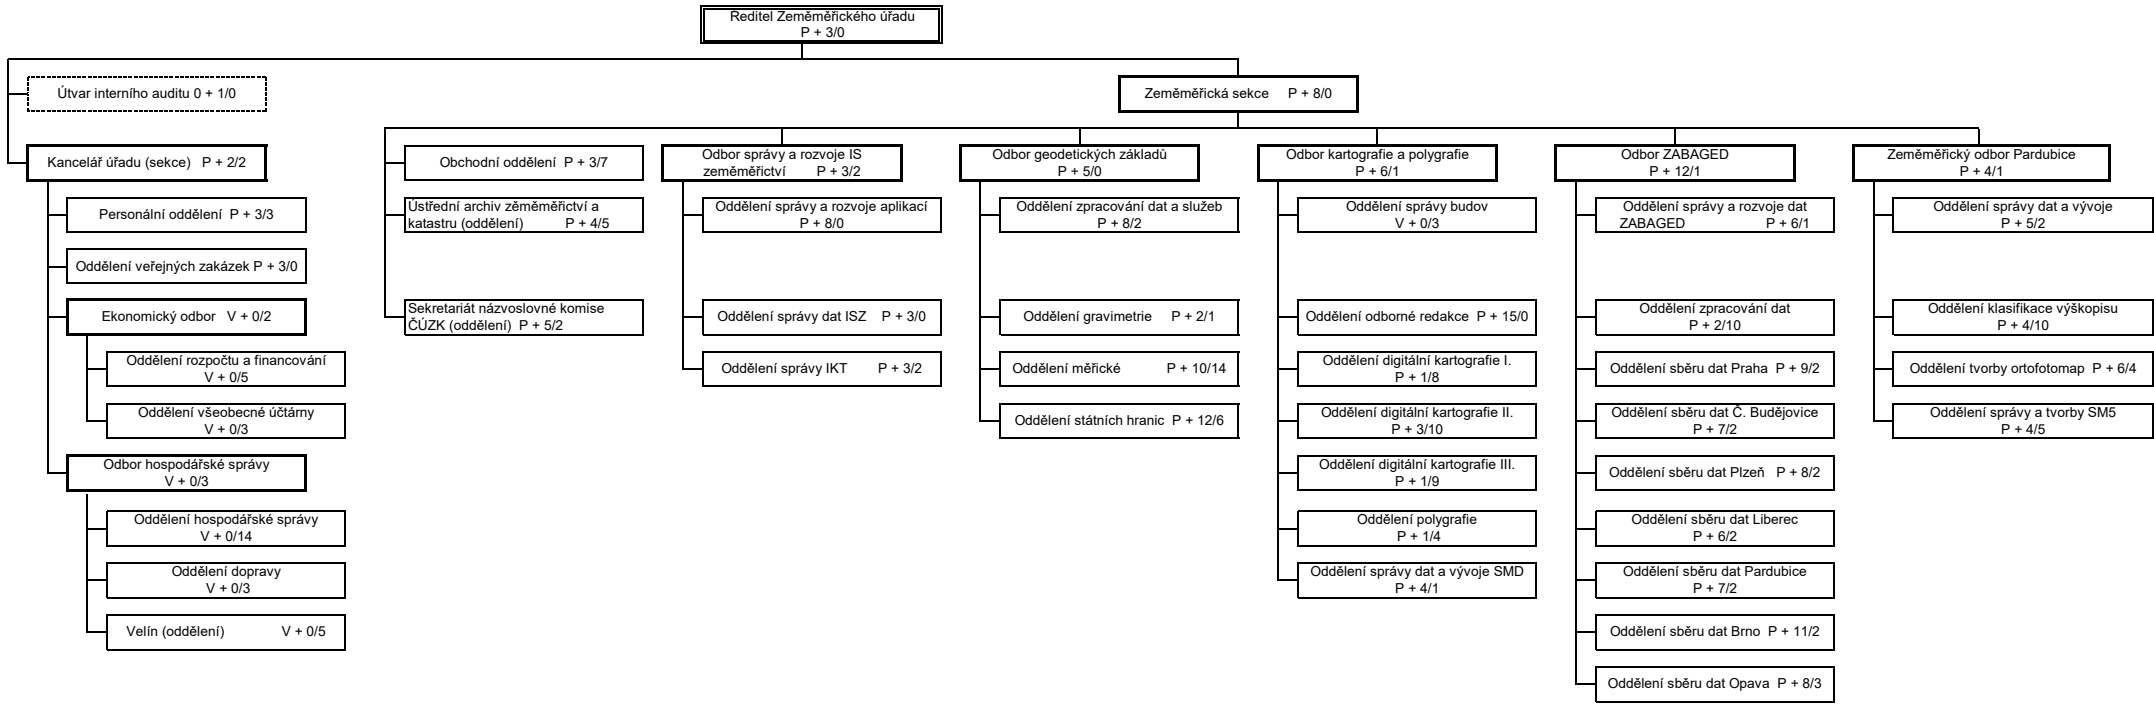 Ředitel Zeměměřického úřadu
P + 3/0
Útvar interního auditu 0 + 1/0
Zeměměřická sekce P + 8/0
Kancelář úřadu (sekce) P + 2/2
Personální oddělení P + 3/3
Oddělení veřejných zakázek P + 3/0
Ekonomický odbor V + 0/2
Oddělení rozpočtu a financování
V + 0/5
Oddělení všeobecné účtárny
V + 0/3
Odbor hospodářské správy
V + 0/3
Oddělení hospodářské správy
V + 0/14
Oddělení dopravy
V + 0/3
Velín (oddělení) V + 0/5
Obchodní oddělení P + 3/7
Ústřední archiv zěměměřictví a
katastru (oddělení) P + 4/5
Sekretariát názvoslovné komise
ČÚZK (oddělení) P + 5/2
Odbor správy a rozvoje IS
zeměměřictví P + 3/2
Oddělení správy a rozvoje aplikací
P + 8/0
Oddělení správy dat ISZ P + 3/0
Oddělení správy IKT P + 3/2
Odbor geodetických základů
P + 5/0
Oddělení zpracování dat a služeb
P + 8/2
Oddělení gravimetrie P + 2/1
Oddělení měřické P + 10/14
Oddělení státních hranic P + 12/6
Odbor kartografie a polygrafie
P + 6/1
Oddělení správy budov
V + 0/3
Oddělení odborné redakce P + 15/0
Oddělení digitální kartografie I.
P + 1/8
Oddělení digitální kartografie II.
P + 3/10
Oddělení digitální kartografie III.
P + 1/9
Oddělení polygrafie
P + 1/4
Oddělení správy dat a vývoje SMD
P + 4/1
Odbor ZABAGED
P + 12/1
Oddělení správy a rozvoje dat
ZABAGED P + 6/1
Oddělení zpracování dat
P + 2/10
Oddělení sběru dat Praha P + 9/2
Oddělení sběru dat Č. Budějovice
P + 7/2
Oddělení sběru dat Plzeň P + 8/2
Oddělení sběru dat Liberec
P + 6/2
Oddělení sběru dat Pardubice
P + 7/2
Oddělení sběru dat Brno P + 11/2
Oddělení sběru dat Opava P + 8/3
Zeměměřický odbor Pardubice
P + 4/1
Oddělení správy dat a vývoje
P + 5/2
Oddělení klasifikace výškopisu
P + 4/10
Oddělení tvorby ortofotomap P + 6/4
Oddělení správy a tvorby SM5
P + 4/5